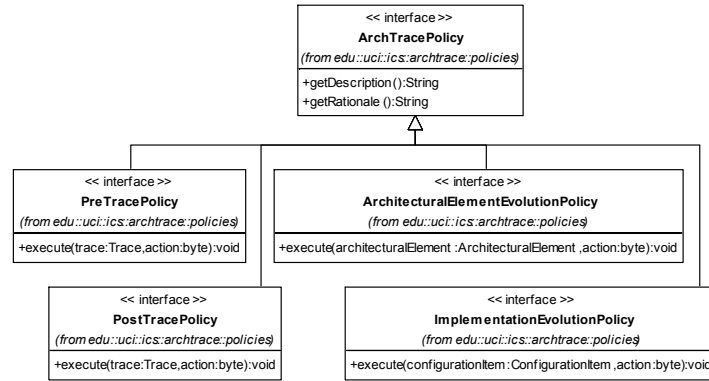 << interface >>
ArchTracePolicy
(from edu::uci::ics::archtrace::policies)
+getDescription():String
+getRationale ():String
<< interface >>
PreTracePolicy
(from edu::uci::ics::archtrace::policies)
+execute(trace:Trace,action:byte):void
<< interface >>
ArchitecturalElementEvolutionPolicy
(from edu::uci::ics::archtrace::policies)
+execute(architecturalElement :ArchitecturalElement ,action:byte):void
<< interface >>
PostTracePolicy
(from edu::uci::ics::archtrace::policies)
+execute(trace:Trace,action:byte):void
<< interface >>
ImplementationEvolutionPolicy
(from edu::uci::ics::archtrace::policies)
+execute(configurationItem:ConfigurationItem ,action:byte):void